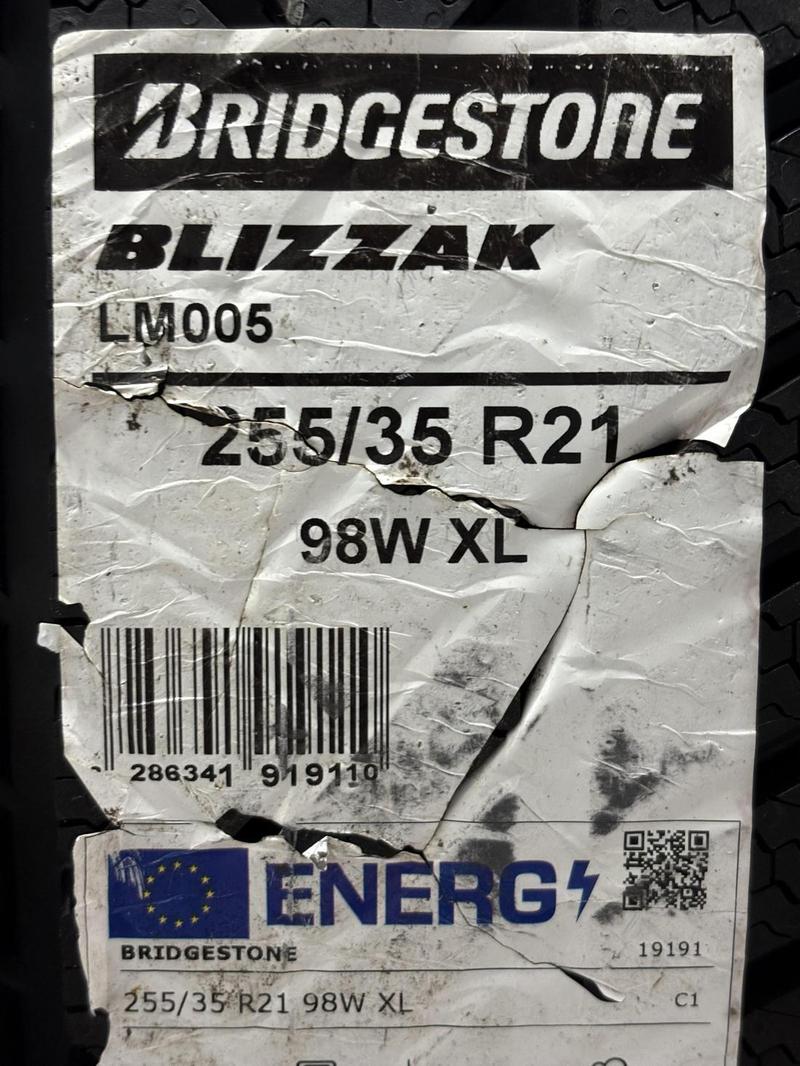 BRIDGESTONE
BLIZZAK
LM005
255/35 R21
98W XL
286341 919110
ENERG
BRIDGESTONE 19191
255/35 R21 98W XL C1